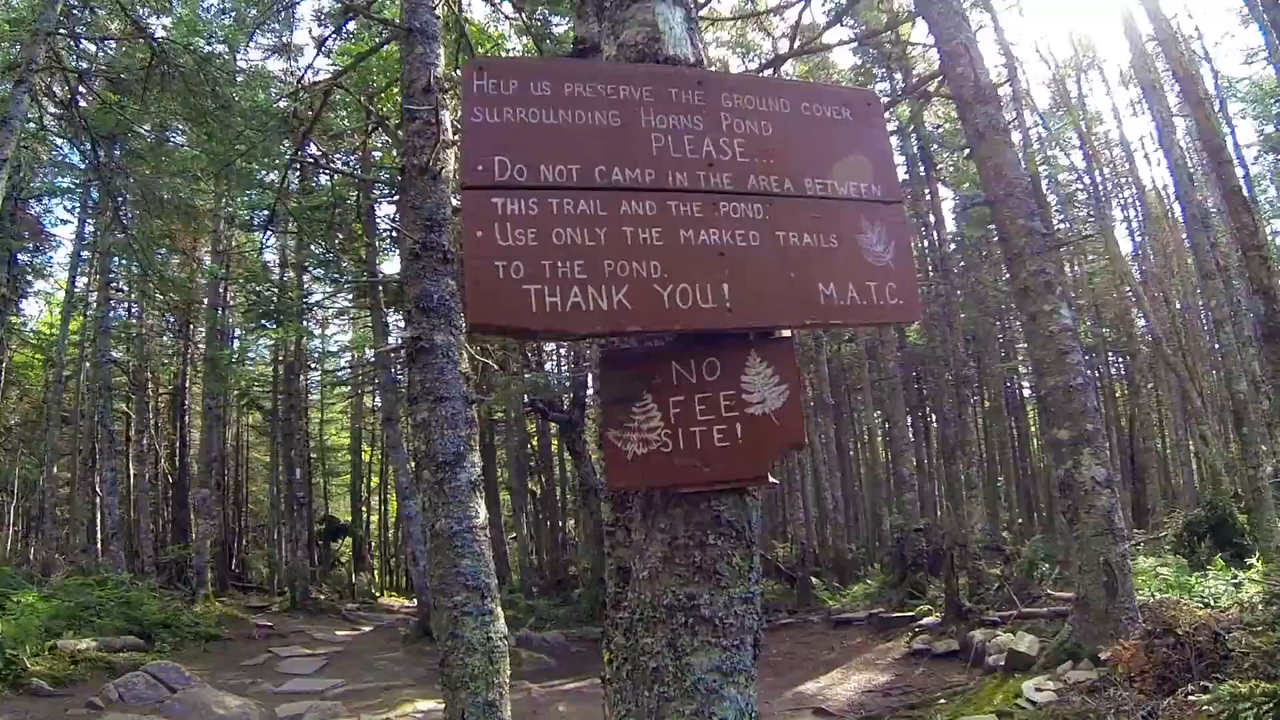 HELP US PRESERVE THE GROUND COVER
SURROUNDING HORNS POND
PLEASE...
• DO NOT CAMP IN THE AREA BETWEEN
THIS TRAIL AND THE POND.
• USE ONLY THE MARKED TRAILS
TO THE POND.
THANK YOU!
M.A.T.C.
NO
FEE
SITE!